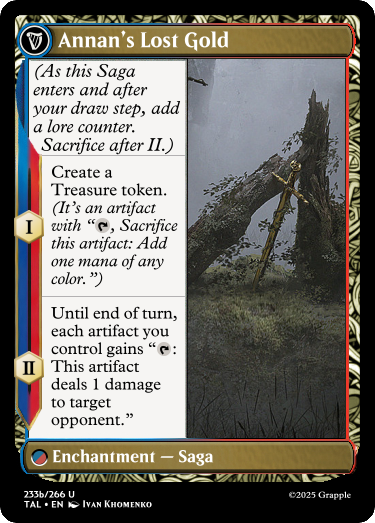 Annan's Lost Gold
(As this Saga
enters and after
your draw step, add
a lore counter.
Sacrifice after II.)
I
Create a
Treasure token.
(It's an artifact
with “, Sacrifice
this artifact: Add
one mana of any
color.”)
II
Until end of turn,
each artifact you
control gains “:
This artifact
deals 1 damage
to target
opponent.”
Enchantment — Saga
233b/266 U
TAL • EN Ivan Khomenko
©2025 Grapple